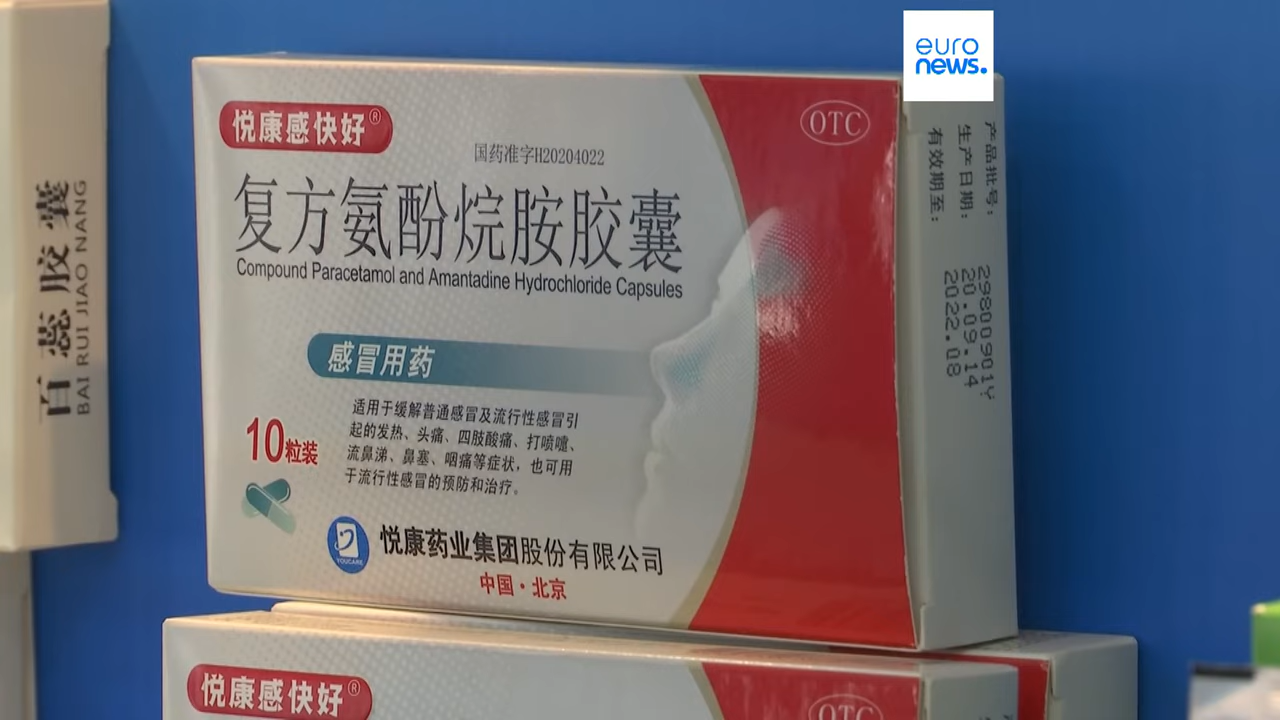 euro
news.
百蕊胶囊
BAI RUI JIAO NANG
悦康感快好®
OTC
国药准字H20204022
复方氨酚烷胺胶囊
Compound Paracetamol and Amantadine Hydrochloride Capsules
感冒用药
10粒装
适用于缓解普通感冒及流行性感冒引
起的发热、头痛、四肢酸痛、打喷嚏、
流鼻涕、鼻塞、咽痛等症状，也可用
于流行性感冒的预防和治疗。
YOUCARE
悦康药业集团股份有限公司
中国·北京
产品批号：29800901Y
生产日期：20.09.14
有效期至：2022.08
悦康感快好®
OTC